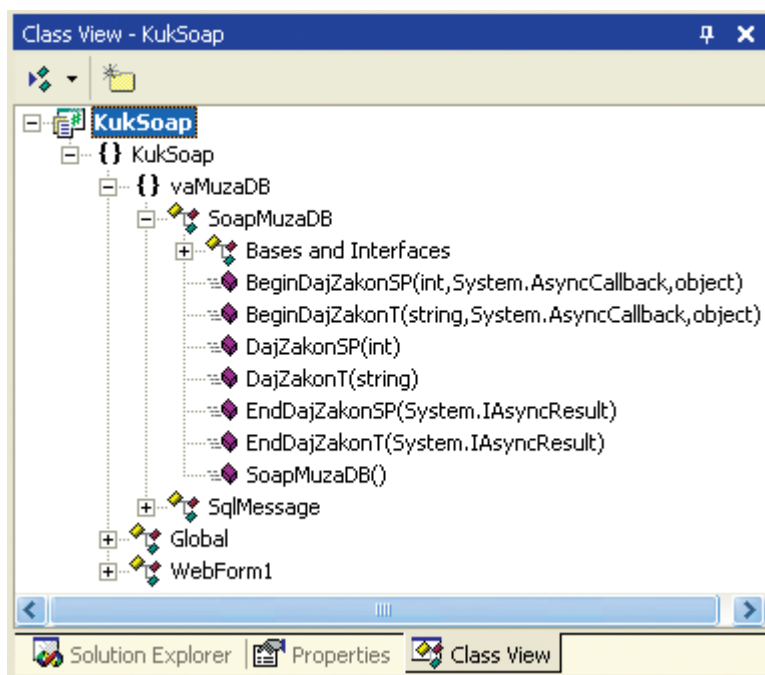 Class View - KukSoap
KukSoap
{} KukSoap
{} vaMuzaDB
SoapMuzaDB
Bases and Interfaces
BeginDajZakonSP(int,System.AsyncCallback,object)
BeginDajZakonT(string,System.AsyncCallback,object)
DajZakonSP(int)
DajZakonT(string)
EndDajZakonSP(System.IAsyncResult)
EndDajZakonT(System.IAsyncResult)
SoapMuzaDB()
SqlMessage
Global
WebForm1
Solution Explorer Properties Class View